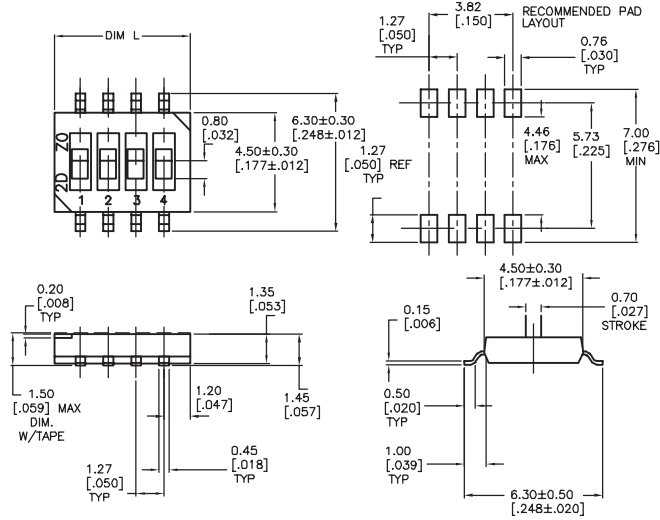 DIM L
ON
2D
1 2 3 4
0.80
[.032]
6.30±0.30
[.248±.012]
4.50±0.30
[.177±.012]
3.82
[.150]
RECOMMENDED PAD
LAYOUT
1.27
[.050]
TYP
0.76
[.030]
TYP
4.46
[.176]
MAX
5.73
[.225]
7.00
[.276]
MIN
1.27
[.050] REF
TYP
0.20
[.008]
TYP
1.35
[.053]
1.50
[.059] MAX
DIM.
W/TAPE
1.20
[.047]
1.45
[.057]
0.45
[.018]
TYP
1.27
[.050]
TYP
4.50±0.30
[.177±.012]
0.15
[.006]
0.70
[.027]
STROKE
0.50
[.020]
TYP
1.00
[.039]
TYP
6.30±0.50
[.248±.020]